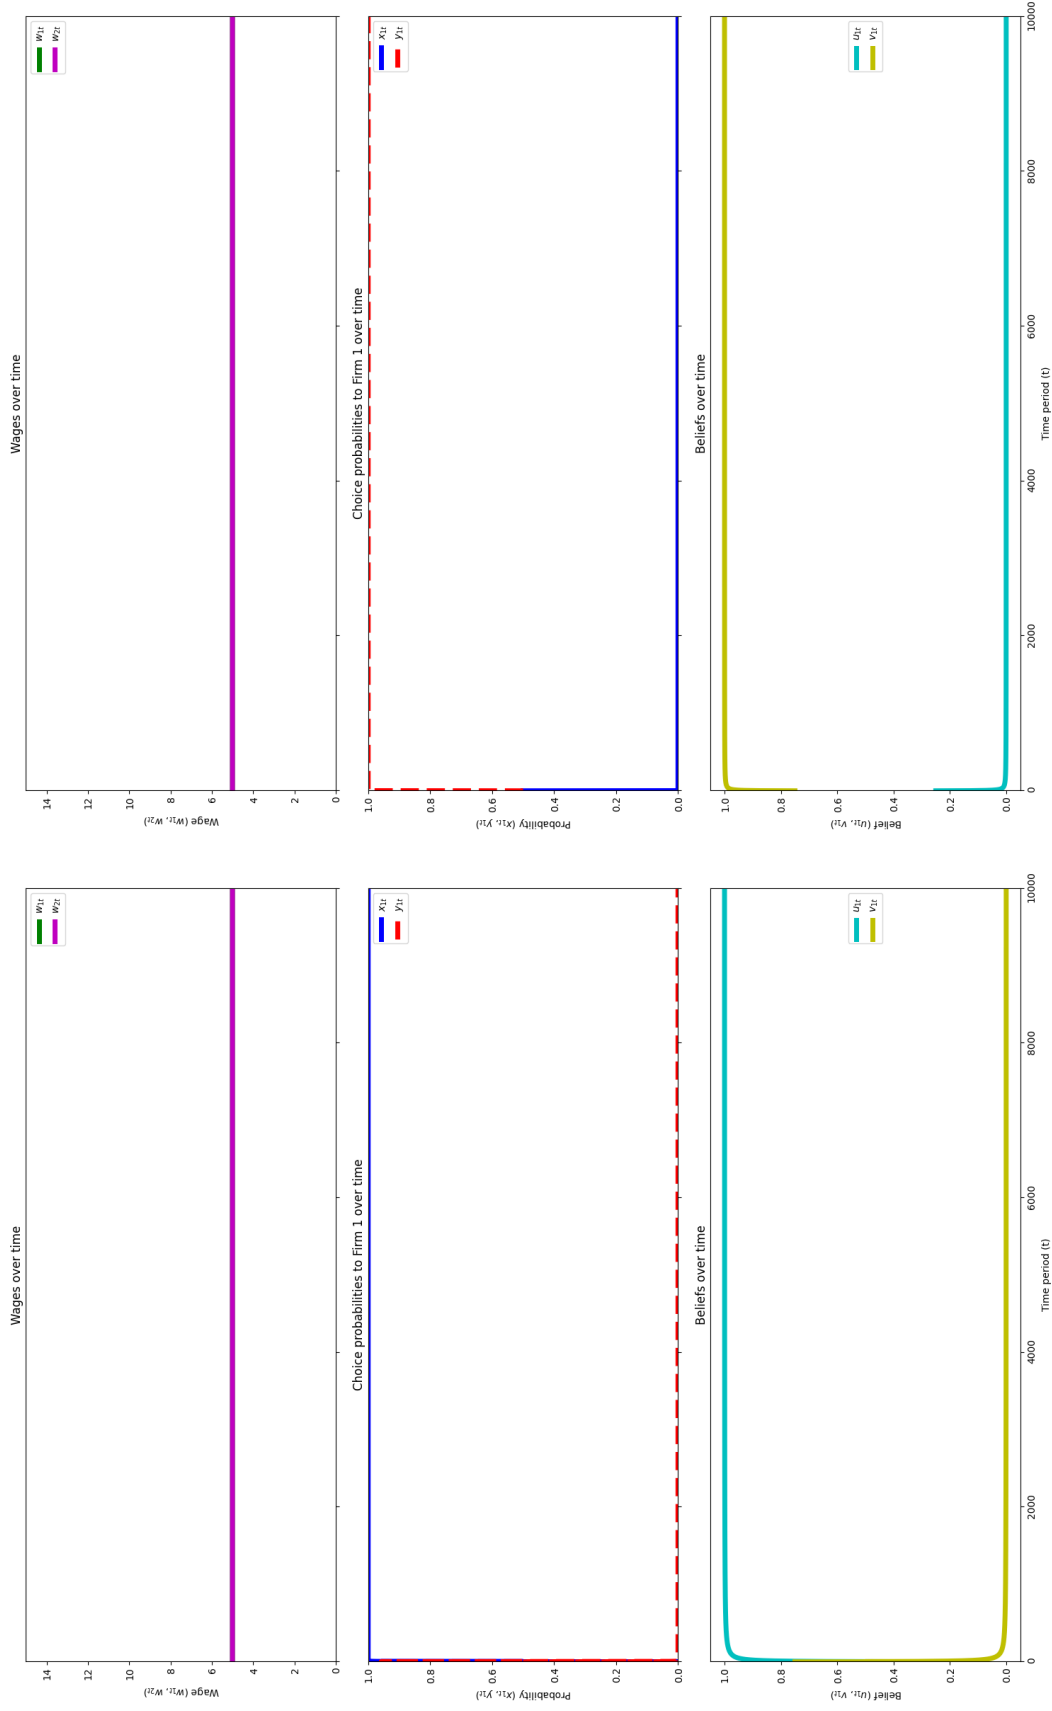 Wages over time
Wage (w₁ₜ, w₂ₜ)
14
12
10
8
6
4
2
0
w₁ₜ
w₂ₜ
Choice probabilities to Firm 1 over time
Probability (x₁ₜ, y₁ₜ)
1.0
0.8
0.6
0.4
0.2
0.0
x₁ₜ
y₁ₜ
Beliefs over time
Belief (u₁ₜ, v₁ₜ)
1.0
0.8
0.6
0.4
0.2
0.0
u₁ₜ
v₁ₜ
0 2000 4000 6000 8000 10000
Time period (t)
Wages over time
Wage (w₁ₜ, w₂ₜ)
14
12
10
8
6
4
2
0
w₁ₜ
w₂ₜ
Choice probabilities to Firm 1 over time
Probability (x₁ₜ, y₁ₜ)
1.0
0.8
0.6
0.4
0.2
0.0
x₁ₜ
y₁ₜ
Beliefs over time
Belief (u₁ₜ, v₁ₜ)
1.0
0.8
0.6
0.4
0.2
0.0
u₁ₜ
v₁ₜ
0 2000 4000 6000 8000 10000
Time period (t)